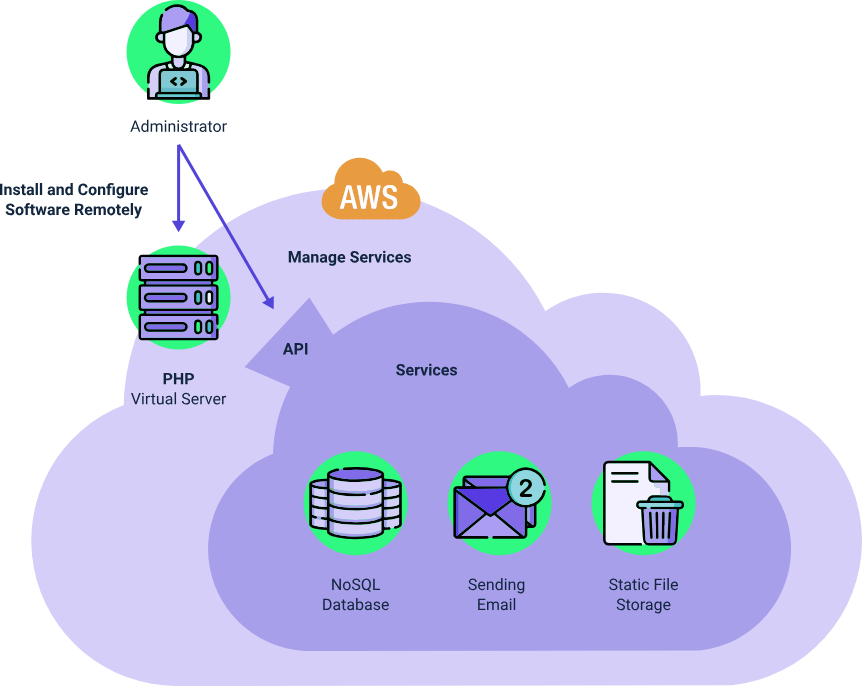 Administrator
Install and Configure
Software Remotely
AWS
Manage Services
API
PHP
Virtual Server
Services
2
NoSQL
Database
Sending
Email
Static File
Storage